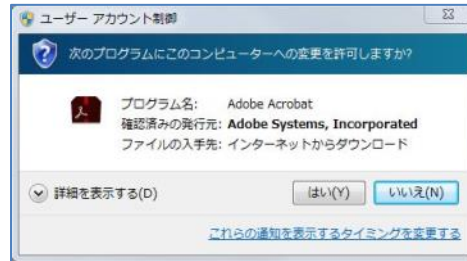 ユーザー アカウント制御
次のプログラムにこのコンピューターへの変更を許可しますか?
プログラム名: Adobe Acrobat
確認済みの発行元: Adobe Systems, Incorporated
ファイルの入手先: インターネットからダウンロード
詳細を表示する(D)
はい(Y)
いいえ(N)
これらの通知を表示するタイミングを変更する